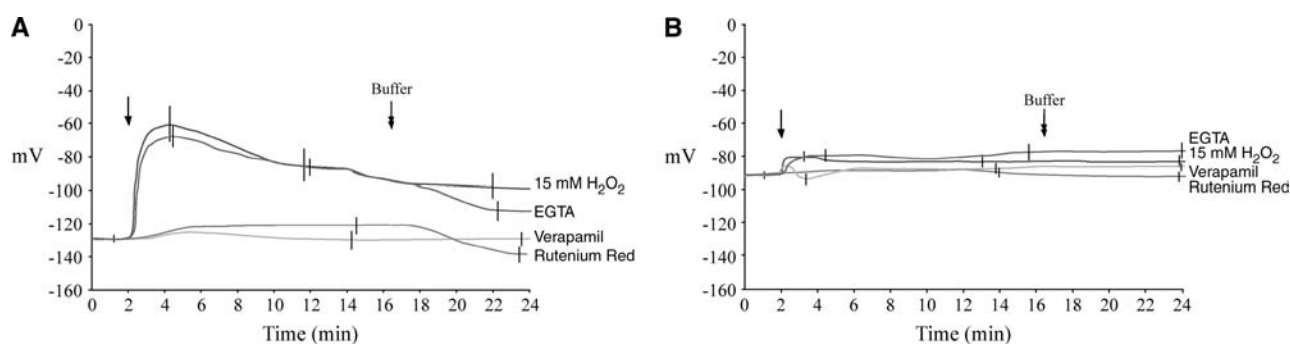 A
0
-20
-40
-60
mV
-80
-100
-120
-140
-160
Buffer
15 mM H₂O₂
EGTA
Verapamil
Rutenium Red
0 2 4 6 8 10 12 14 16 18 20 22 24
Time (min)
B
0
-20
-40
-60
mV
-80
-100
-120
-140
-160
Buffer
EGTA
15 mM H₂O₂
Verapamil
Rutenium Red
0 2 4 6 8 10 12 14 16 18 20 22 24
Time (min)